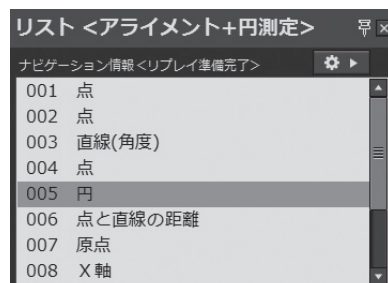 リスト <アライメント+円測定>
ナビゲーション情報<リプレイ準備完了>
001 点
002 点
003 直線(角度)
004 点
005 円
006 点と直線の距離
007 原点
008 X軸